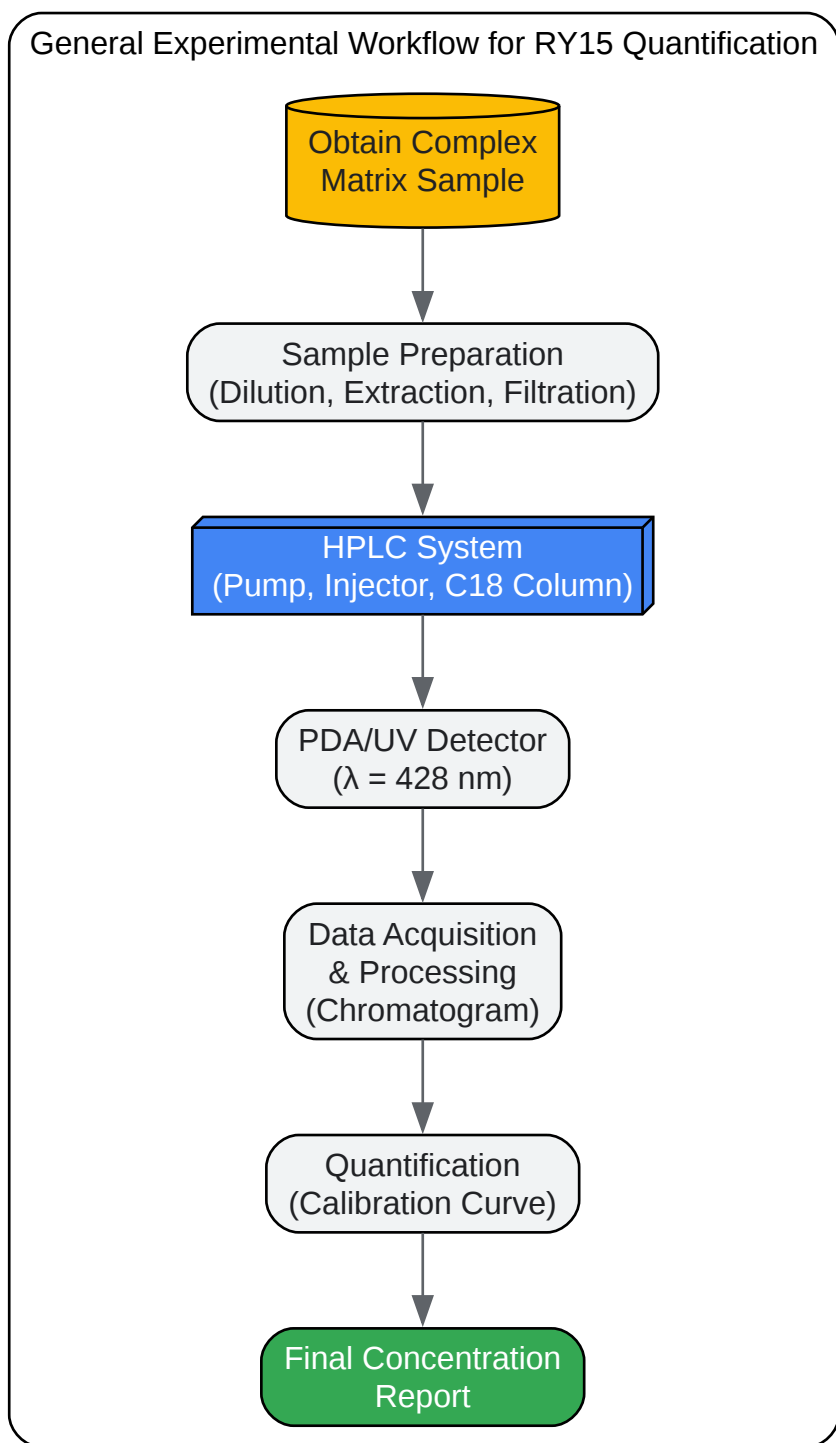 General Experimental Workflow for RY15 Quantification
Obtain Complex
Matrix Sample
Sample Preparation
(Dilution, Extraction, Filtration)
HPLC System
(Pump, Injector, C18 Column)
PDA/UV Detector
(λ = 428 nm)
Data Acquisition
& Processing
(Chromatogram)
Quantification
(Calibration Curve)
Final Concentration
Report